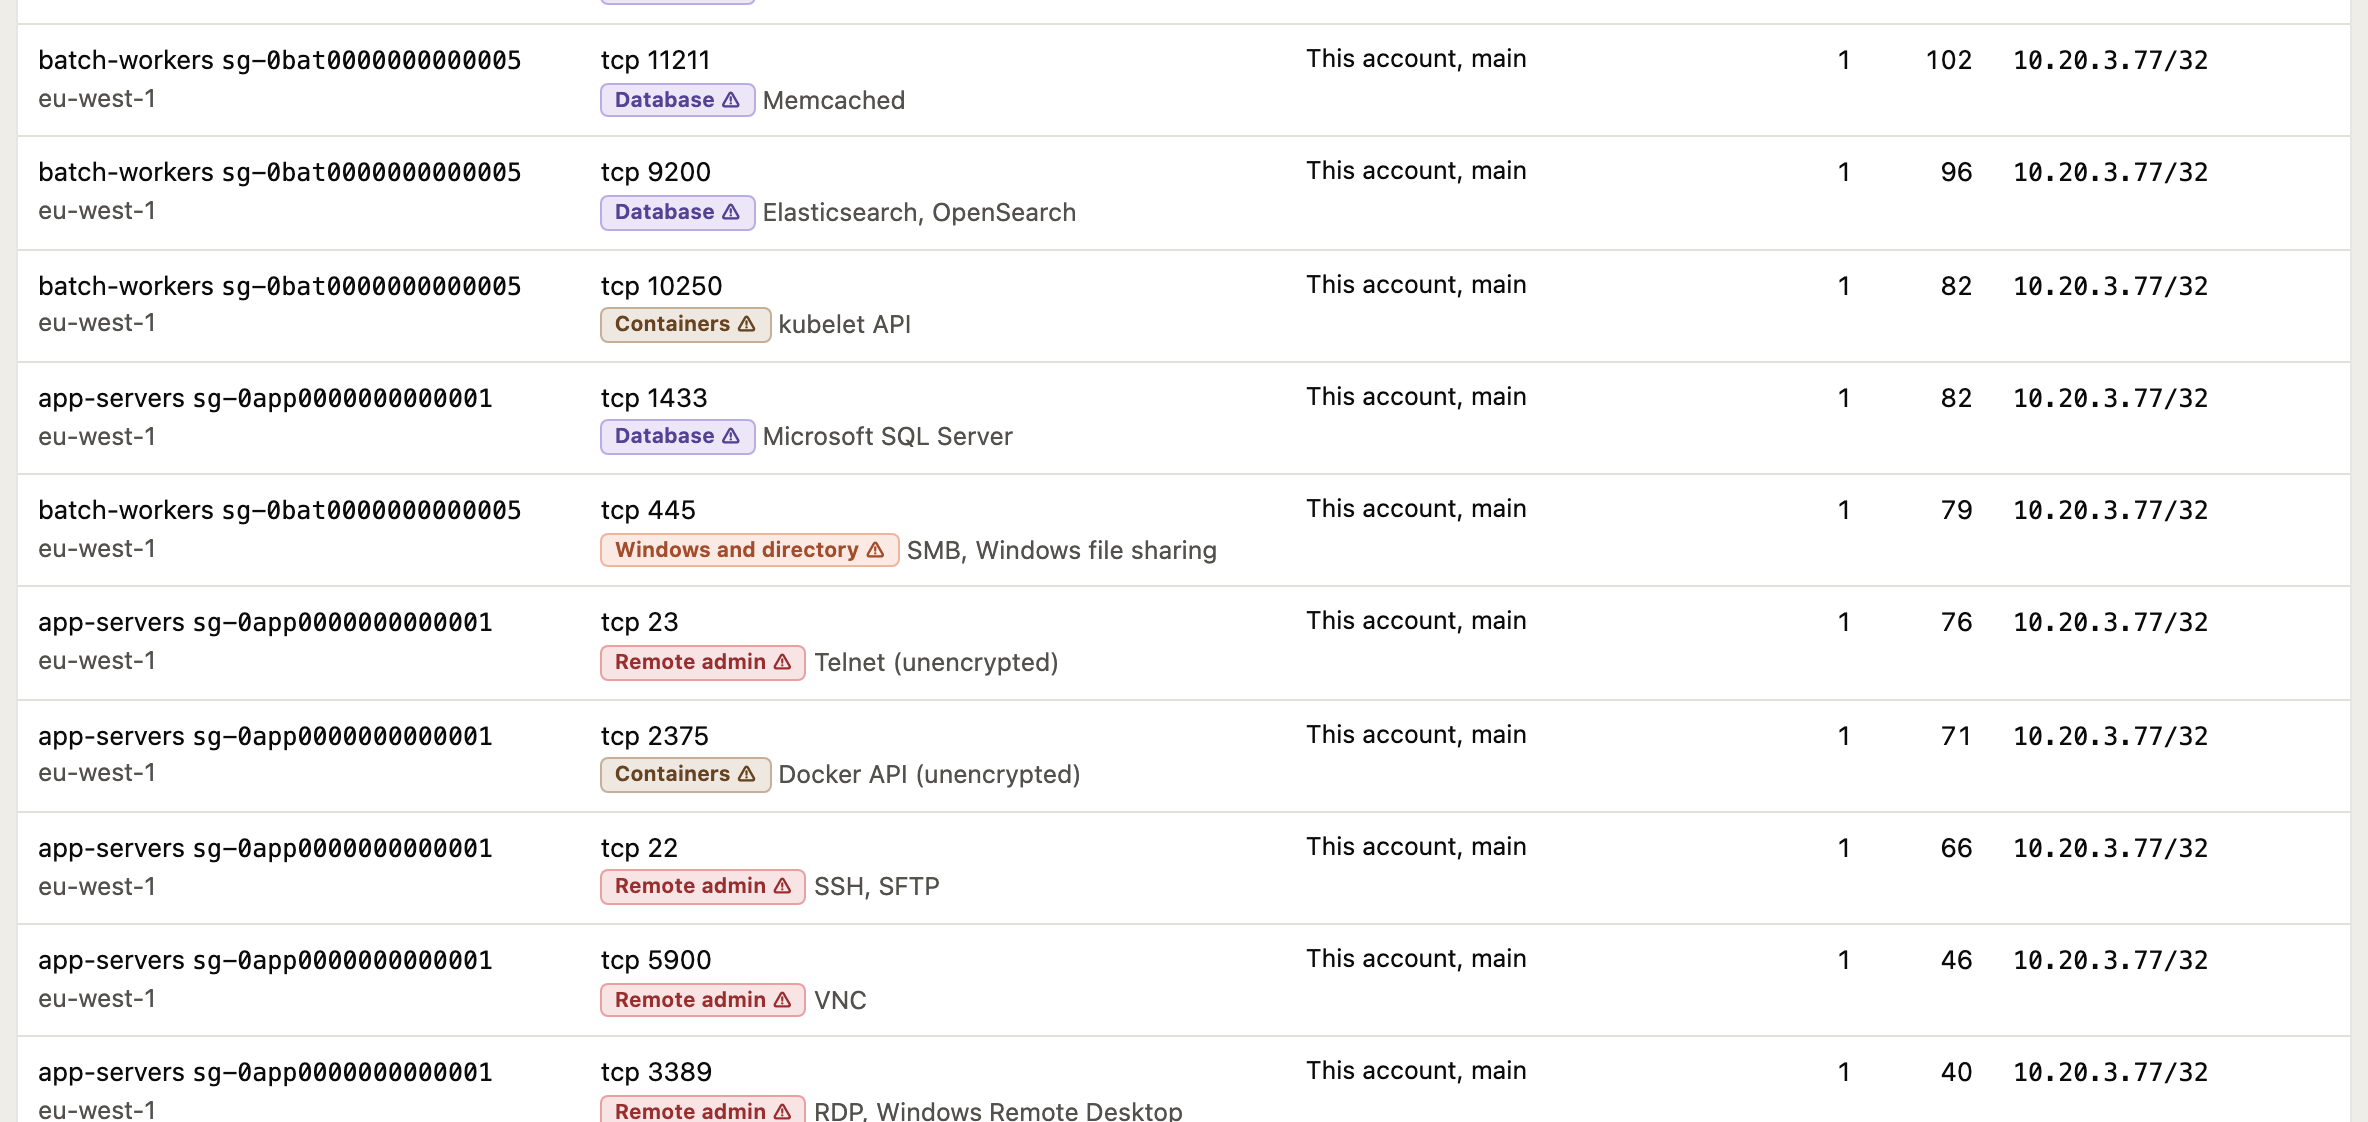 batch-workers sg-0bat0000000000005 tcp 11211 This account, main 1 102 10.20.3.77/32
eu-west-1 Database Memcached
batch-workers sg-0bat0000000000005 tcp 9200 This account, main 1 96 10.20.3.77/32
eu-west-1 Database Elasticsearch, OpenSearch
batch-workers sg-0bat0000000000005 tcp 10250 This account, main 1 82 10.20.3.77/32
eu-west-1 Containers kubelet API
app-servers sg-0app0000000000001 tcp 1433 This account, main 1 82 10.20.3.77/32
eu-west-1 Database Microsoft SQL Server
batch-workers sg-0bat0000000000005 tcp 445 This account, main 1 79 10.20.3.77/32
eu-west-1 Windows and directory SMB, Windows file sharing
app-servers sg-0app0000000000001 tcp 23 This account, main 1 76 10.20.3.77/32
eu-west-1 Remote admin Telnet (unencrypted)
app-servers sg-0app0000000000001 tcp 2375 This account, main 1 71 10.20.3.77/32
eu-west-1 Containers Docker API (unencrypted)
app-servers sg-0app0000000000001 tcp 22 This account, main 1 66 10.20.3.77/32
eu-west-1 Remote admin SSH, SFTP
app-servers sg-0app0000000000001 tcp 5900 This account, main 1 46 10.20.3.77/32
eu-west-1 Remote admin VNC
app-servers sg-0app0000000000001 tcp 3389 This account, main 1 40 10.20.3.77/32
eu-west-1 Remote admin RDP, Windows Remote Desktop